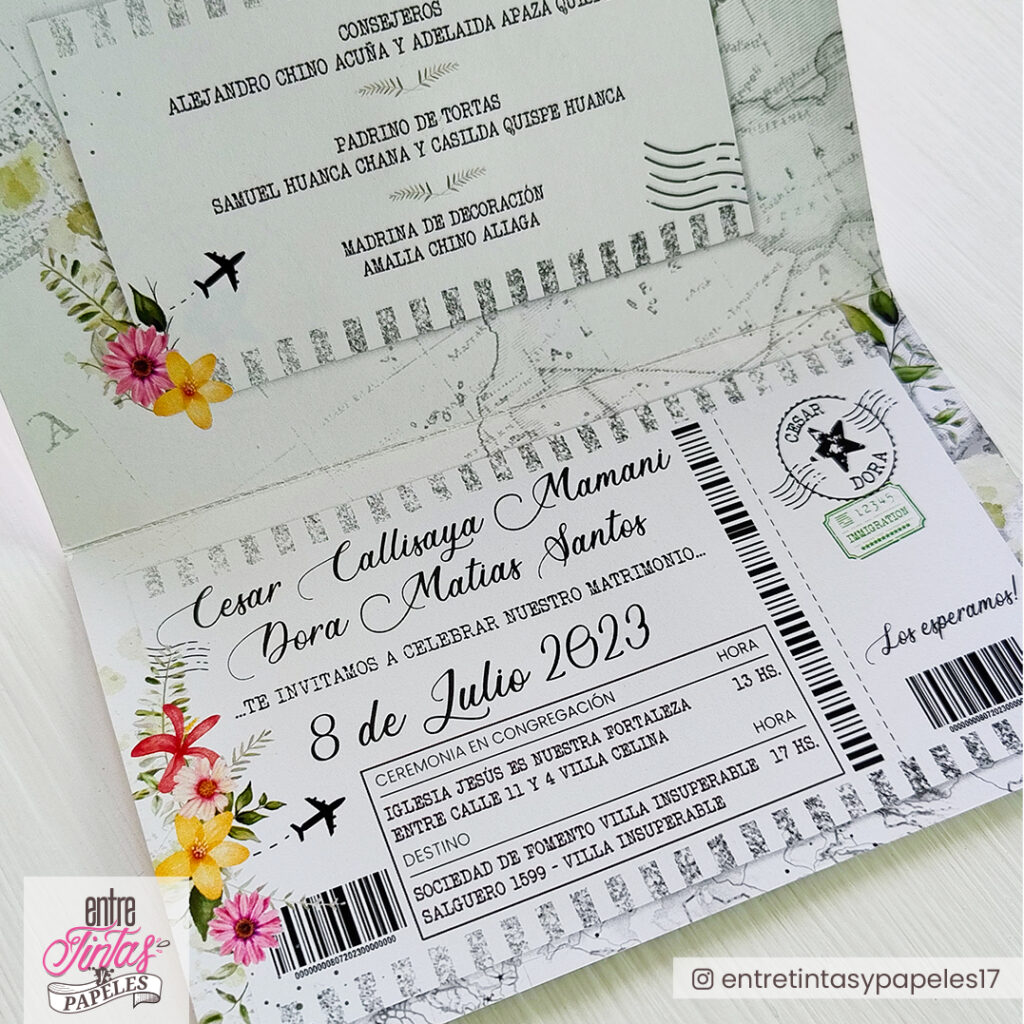 CONSEJEROS
ALEJANDRO CHINO ACUÑA Y ADELAIDA APAZA
PADRINO DE TORTAS
SAMUEL HUANCA CHANA Y CASILDA QUISPE HUANCA
MADRINA DE DECORACIÓN
AMALIA CHINO ALIAGA
Cesar Callisaya Mamani
Dora Matias Santos
...TE INVITAMOS A CELEBRAR NUESTRO MATRIMONIO...
8 de Julio 2023
CEREMONIA EN CONGREGACIÓN HORA
IGLESIA JESÚS ES NUESTRA FORTALEZA 13 HS.
ENTRE CALLE 11 Y 4 VILLA CELINA
DESTINO HORA
SOCIEDAD DE FOMENTO VILLA INSUPERABLE 17 HS.
SALGUERO 1599 - VILLA INSUPERABLE
CESAR
DORA
12345
IMMIGRATION
Los esperamos!
entre
Tintas
y
PAPELES
entretintasypapeles17